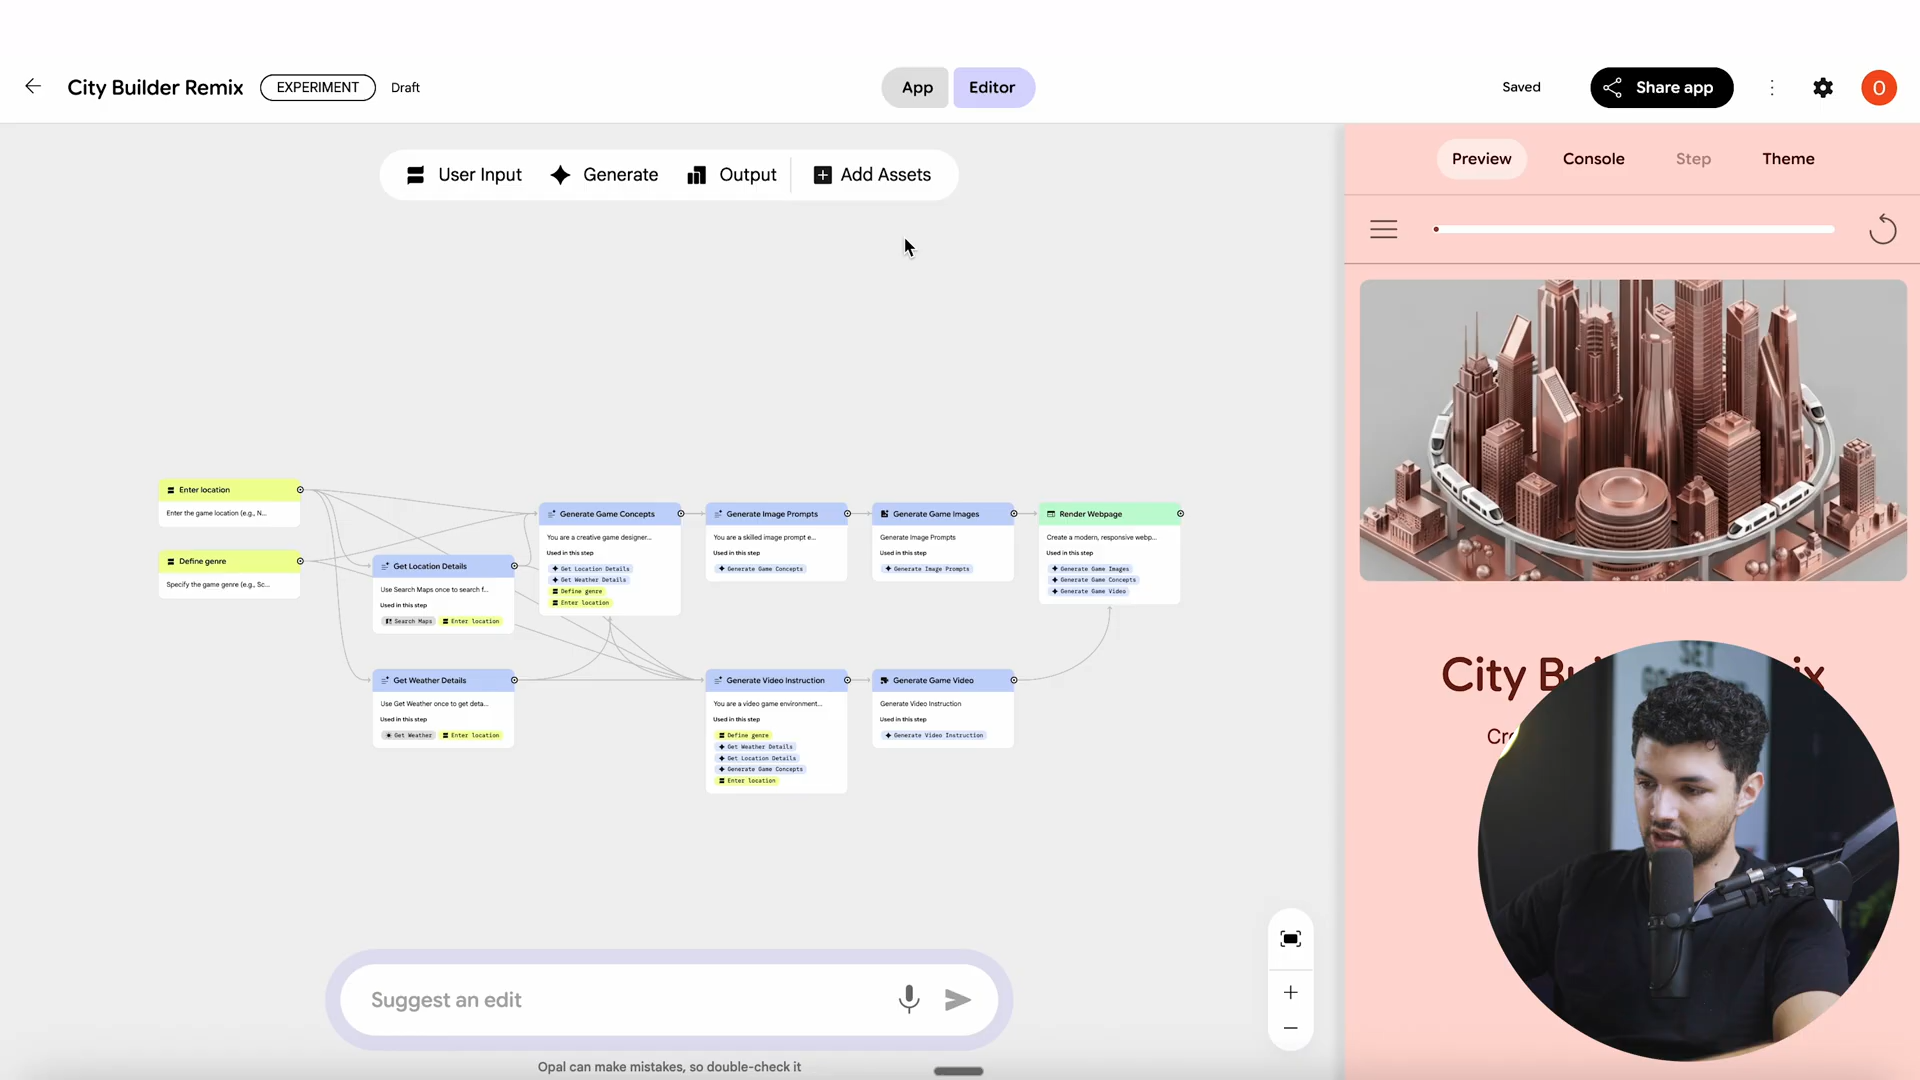 City Builder Remix
EXPERIMENT
Draft
App
Editor
Saved
Share app
O
User Input
Generate
Output
Add Assets
Preview
Console
Step
Theme
Enter location
Enter the game location (e.g., N...
Define genre
Specify the game genre (e.g., Sc...
Get Location Details
Use Search Maps once to search f...
Used in this step
Search Maps
Enter location
Get Weather Details
Use Get Weather once to get deta...
Used in this step
Get Weather
Enter location
Generate Game Concepts
You are a creative game designer...
Used in this step
Get Location Details
Get Weather Details
Define genre
Enter location
Generate Image Prompts
You are a skilled image prompt e...
Used in this step
Generate Game Concepts
Generate Game Images
Generate Image Prompts
Used in this step
Generate Image Prompts
Render Webpage
Create a modern, responsive webp...
Used in this step
Generate Game Images
Generate Game Concepts
Generate Game Video
Generate Video Instruction
You are a video game environment...
Used in this step
Define genre
Get Weather Details
Get Location Details
Generate Game Concepts
Enter location
Generate Game Video
Generate Video Instruction
Used in this step
Generate Video Instruction
City
SET
Suggest an edit
Opal can make mistakes, so double-check it